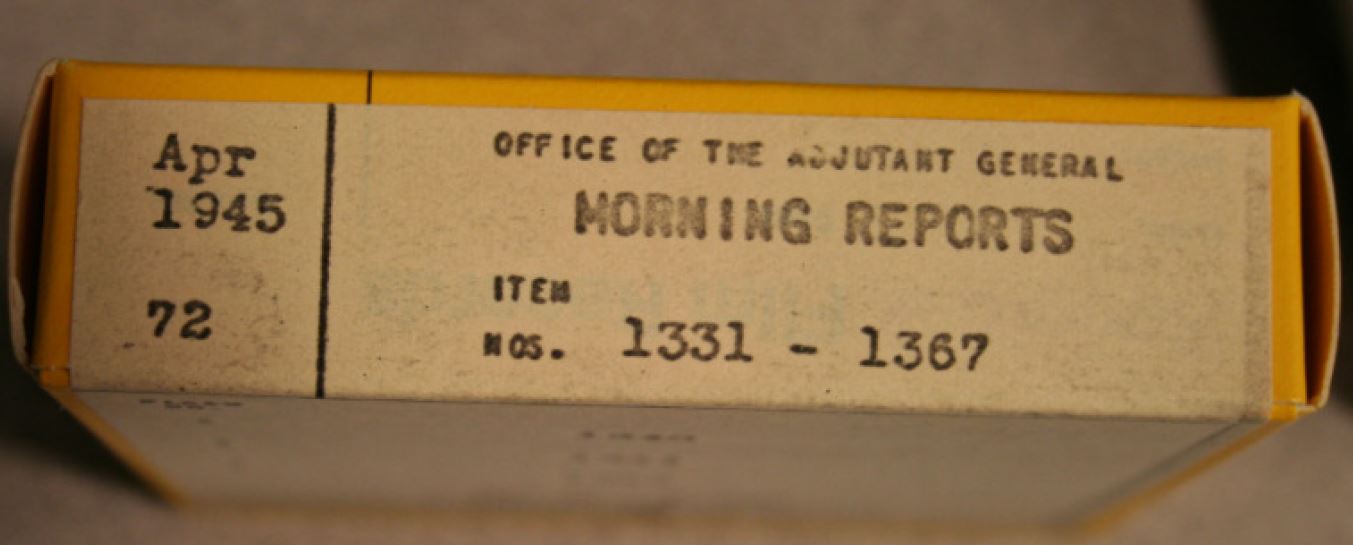 Apr
1945
72
OFFICE OF THE ADJUTANT GENERAL
MORNING REPORTS
ITEM
NOS. 1331 - 1367